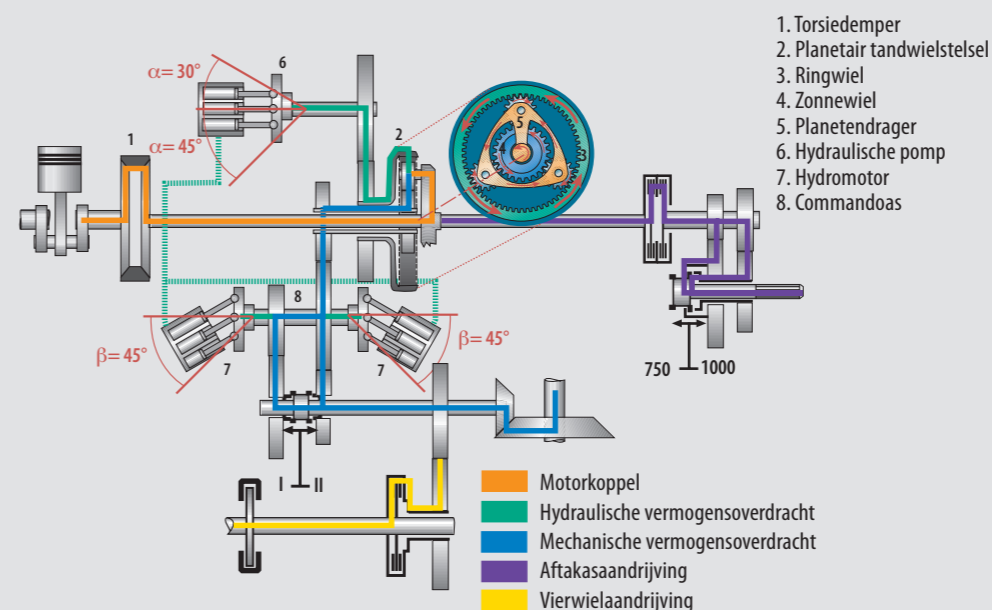 1. Torsiedemper
2. Planetair tandwielstelsel
3. Ringwiel
4. Zonnewiel
5. Planetendrager
6. Hydraulische pomp
7. Hydromotor
8. Commandoas
α= 30°
6
α= 45°
1
2
5
4
3
8
β= 45°
7
7
β= 45°
750
1000
I
II
Motorkoppel
Hydraulische vermogensoverdracht
Mechanische vermogensoverdracht
Aftakasaandrijving
Vierwielaandrijving